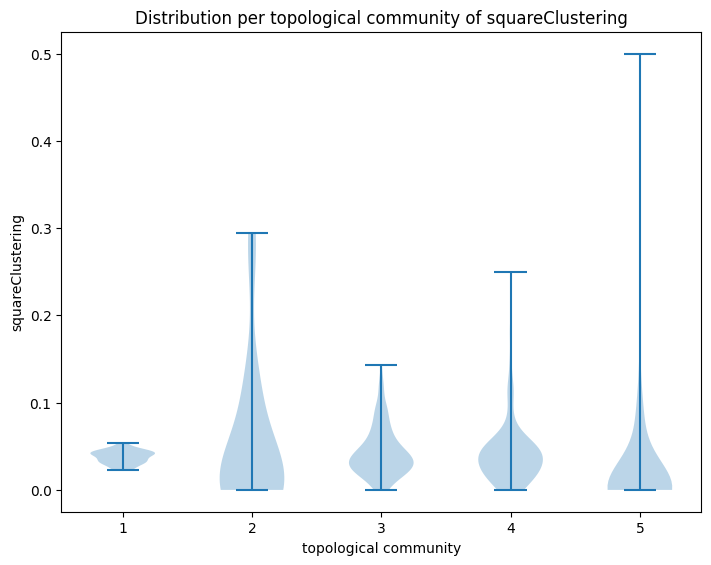 Distribution per topological community of squareClustering
squareClustering
0.5
0.4
0.3
0.2
0.1
0.0
1 2 3 4 5
topological community